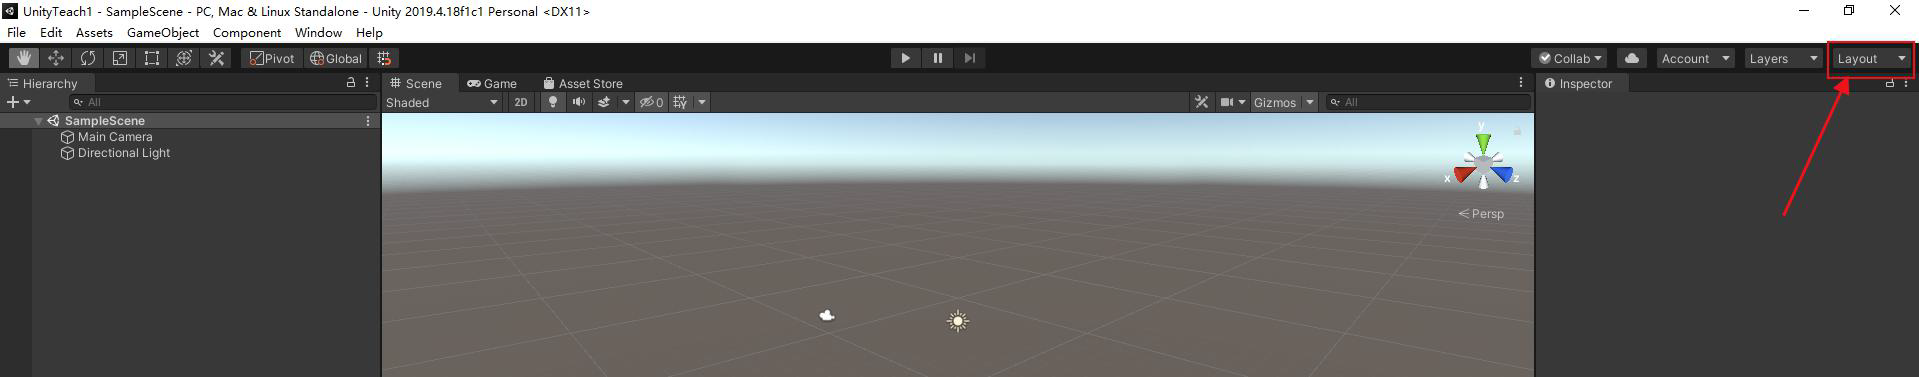 UnityTeach1 - SampleScene - PC, Mac & Linux Standalone - Unity 2019.4.18f1c1 Personal <DX11>
File Edit Assets GameObject Component Window Help
Pivot Global Collab Account Layers Layout
Hierarchy Scene Game Asset Store Inspector
All Shaded 2D 0 Gizmos All
SampleScene
Main Camera
Directional Light
y
x z
Persp